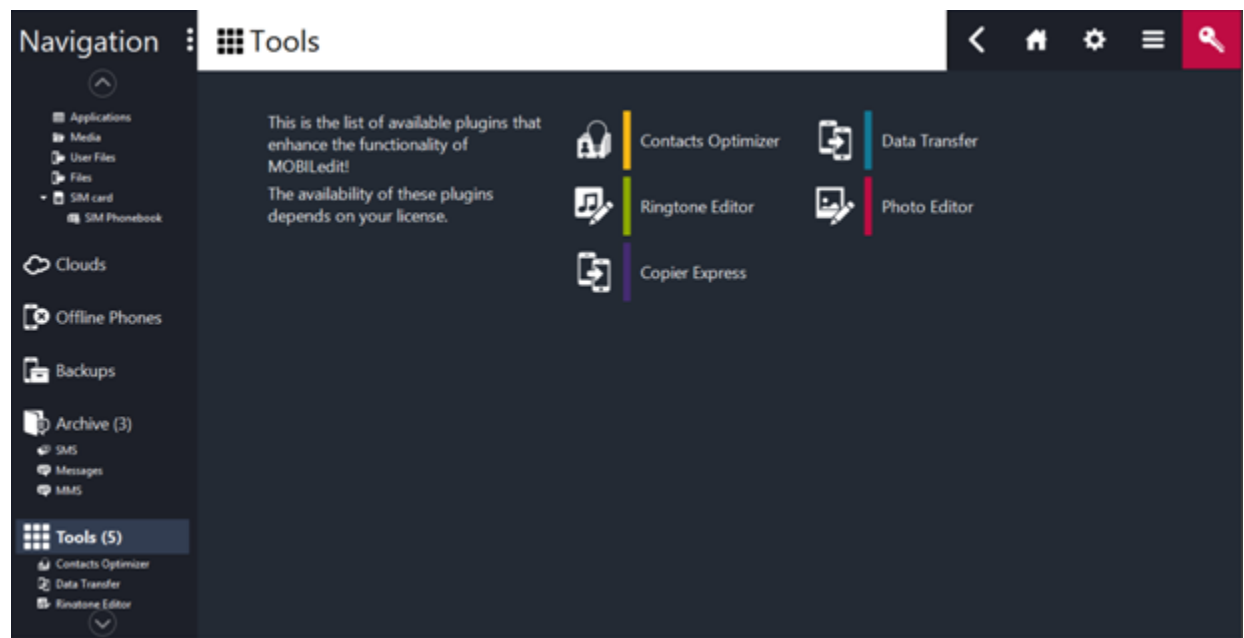 Navigation
Tools
Applications
Media
User Files
Files
SIM card
SIM Phonebook
Clouds
Offline Phones
Backups
Archive (3)
SMS
Messages
MMS
Tools (5)
Contacts Optimizer
Data Transfer
Ringtone Editor
This is the list of available plugins that
enhance the functionality of
MOBILedit!
The availability of these plugins
depends on your license.
Contacts Optimizer
Data Transfer
Ringtone Editor
Photo Editor
Copier Express